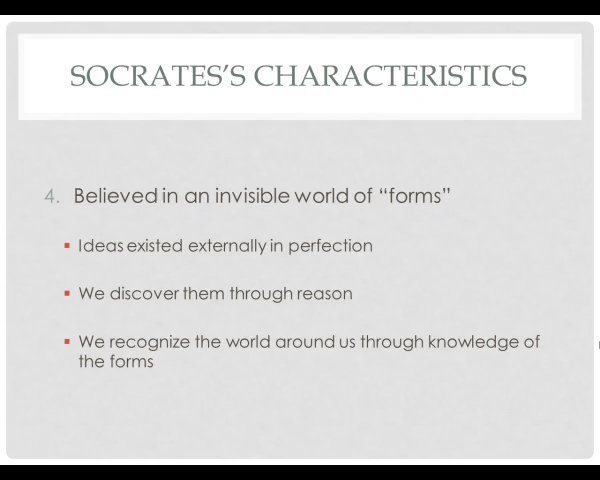 SOCRATES’S CHARACTERISTICS
4. Believed in an invisible world of “forms”
▪ Ideas existed externally in perfection
▪ We discover them through reason
▪ We recognize the world around us through knowledge of
the forms